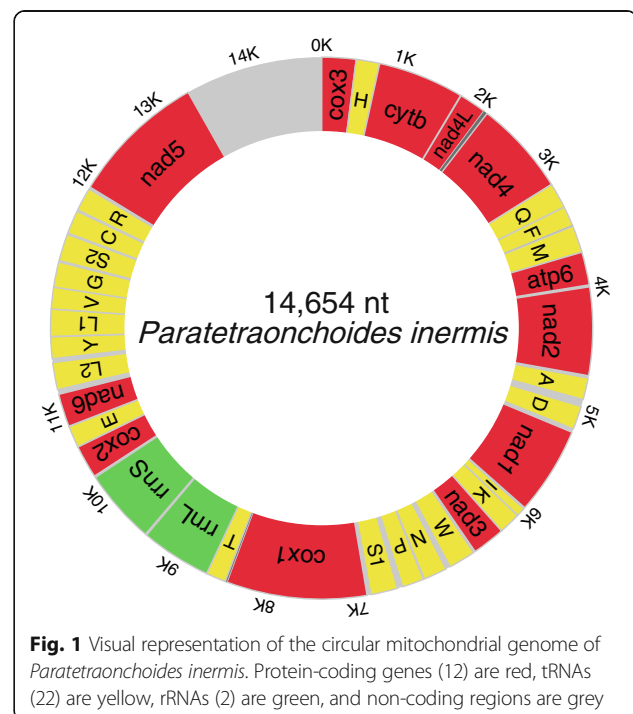 0K
cox3
H
1K
cytb
nad4L
2K
nad4
3K
Q
F
M
atp6
4K
nad2
A
D
5K
nad1
6K
I
K
nad3
W
N
P
S1
7K
cox1
8K
T
rrnL
9K
rrnS
10K
cox2
E
nad6
11K
L2
Y
L1
V
G
S2
C
R
12K
nad5
13K
14K
14,654 nt
Paratetraonchoides inermis
Fig. 1 Visual representation of the circular mitochondrial genome of
Paratetraonchoides inermis. Protein-coding genes (12) are red, tRNAs
(22) are yellow, rRNAs (2) are green, and non-coding regions are grey